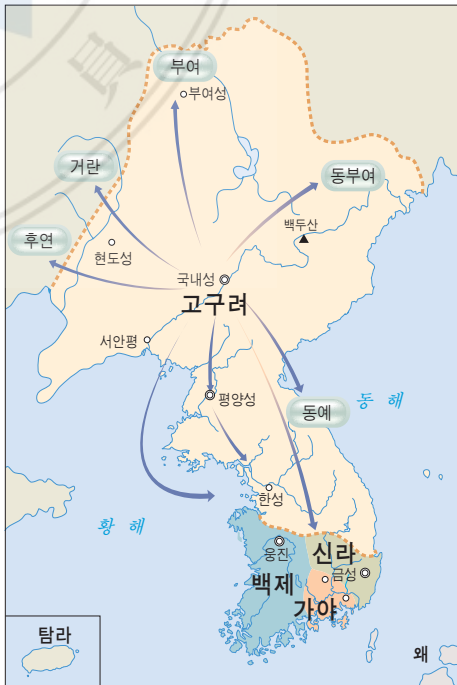 員
부여
부여성
거란
동부여
백두산
후연
현도성
국내성
고구려
서안평
평양성
동예
동 해
한성
황 해
신라
웅진
금성
백제
가야
탐라
왜